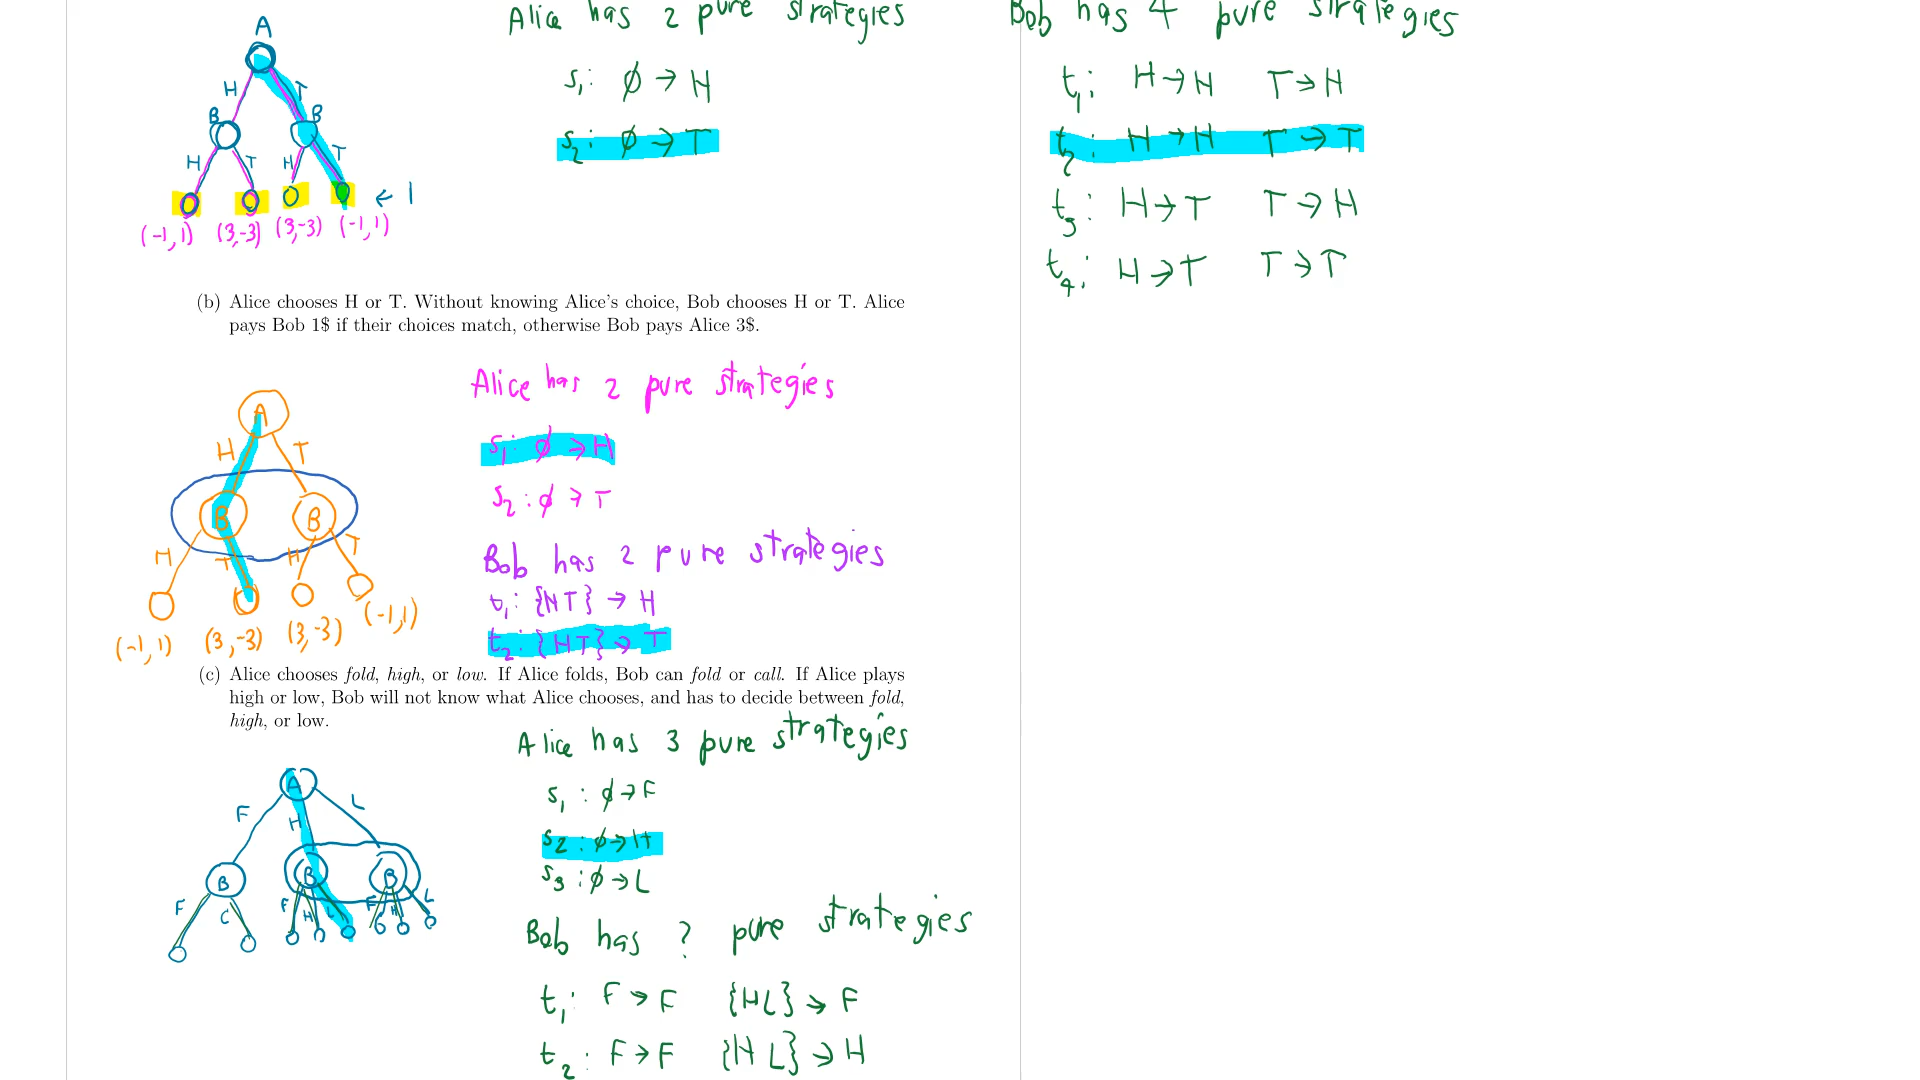 Alice has 2 pure strategies
s1: ∅ → H
s2: ∅ → T
Bob has 4 pure strategies
t1: H → H T → H
t2: H → H T → T
t3: H → T T → H
t4: H → T T → T
A
H T
B B
H T H T
← 1
(-1, 1) (3, -3) (3, -3) (-1, 1)
(b) Alice chooses H or T. Without knowing Alice's choice, Bob chooses H or T. Alice
pays Bob 1$ if their choices match, otherwise Bob pays Alice 3$.
A
H T
B B
H T H T
(-1, 1) (3, -3) (3, -3) (-1, 1)
Alice has 2 pure strategies
s1: ∅ → H
s2: ∅ → T
Bob has 2 pure strategies
t1: {HT} → H
t2: {HT} → T
(c) Alice chooses fold, high, or low. If Alice folds, Bob can fold or call. If Alice plays
high or low, Bob will not know what Alice chooses, and has to decide between fold,
high, or low.
A
F H L
B B B
F C F H L F H L
Alice has 3 pure strategies
s1: ∅ → F
s2: ∅ → H
s3: ∅ → L
Bob has ? pure strategies
t1: F → F {HL} → F
t2: F → F {HL} → H